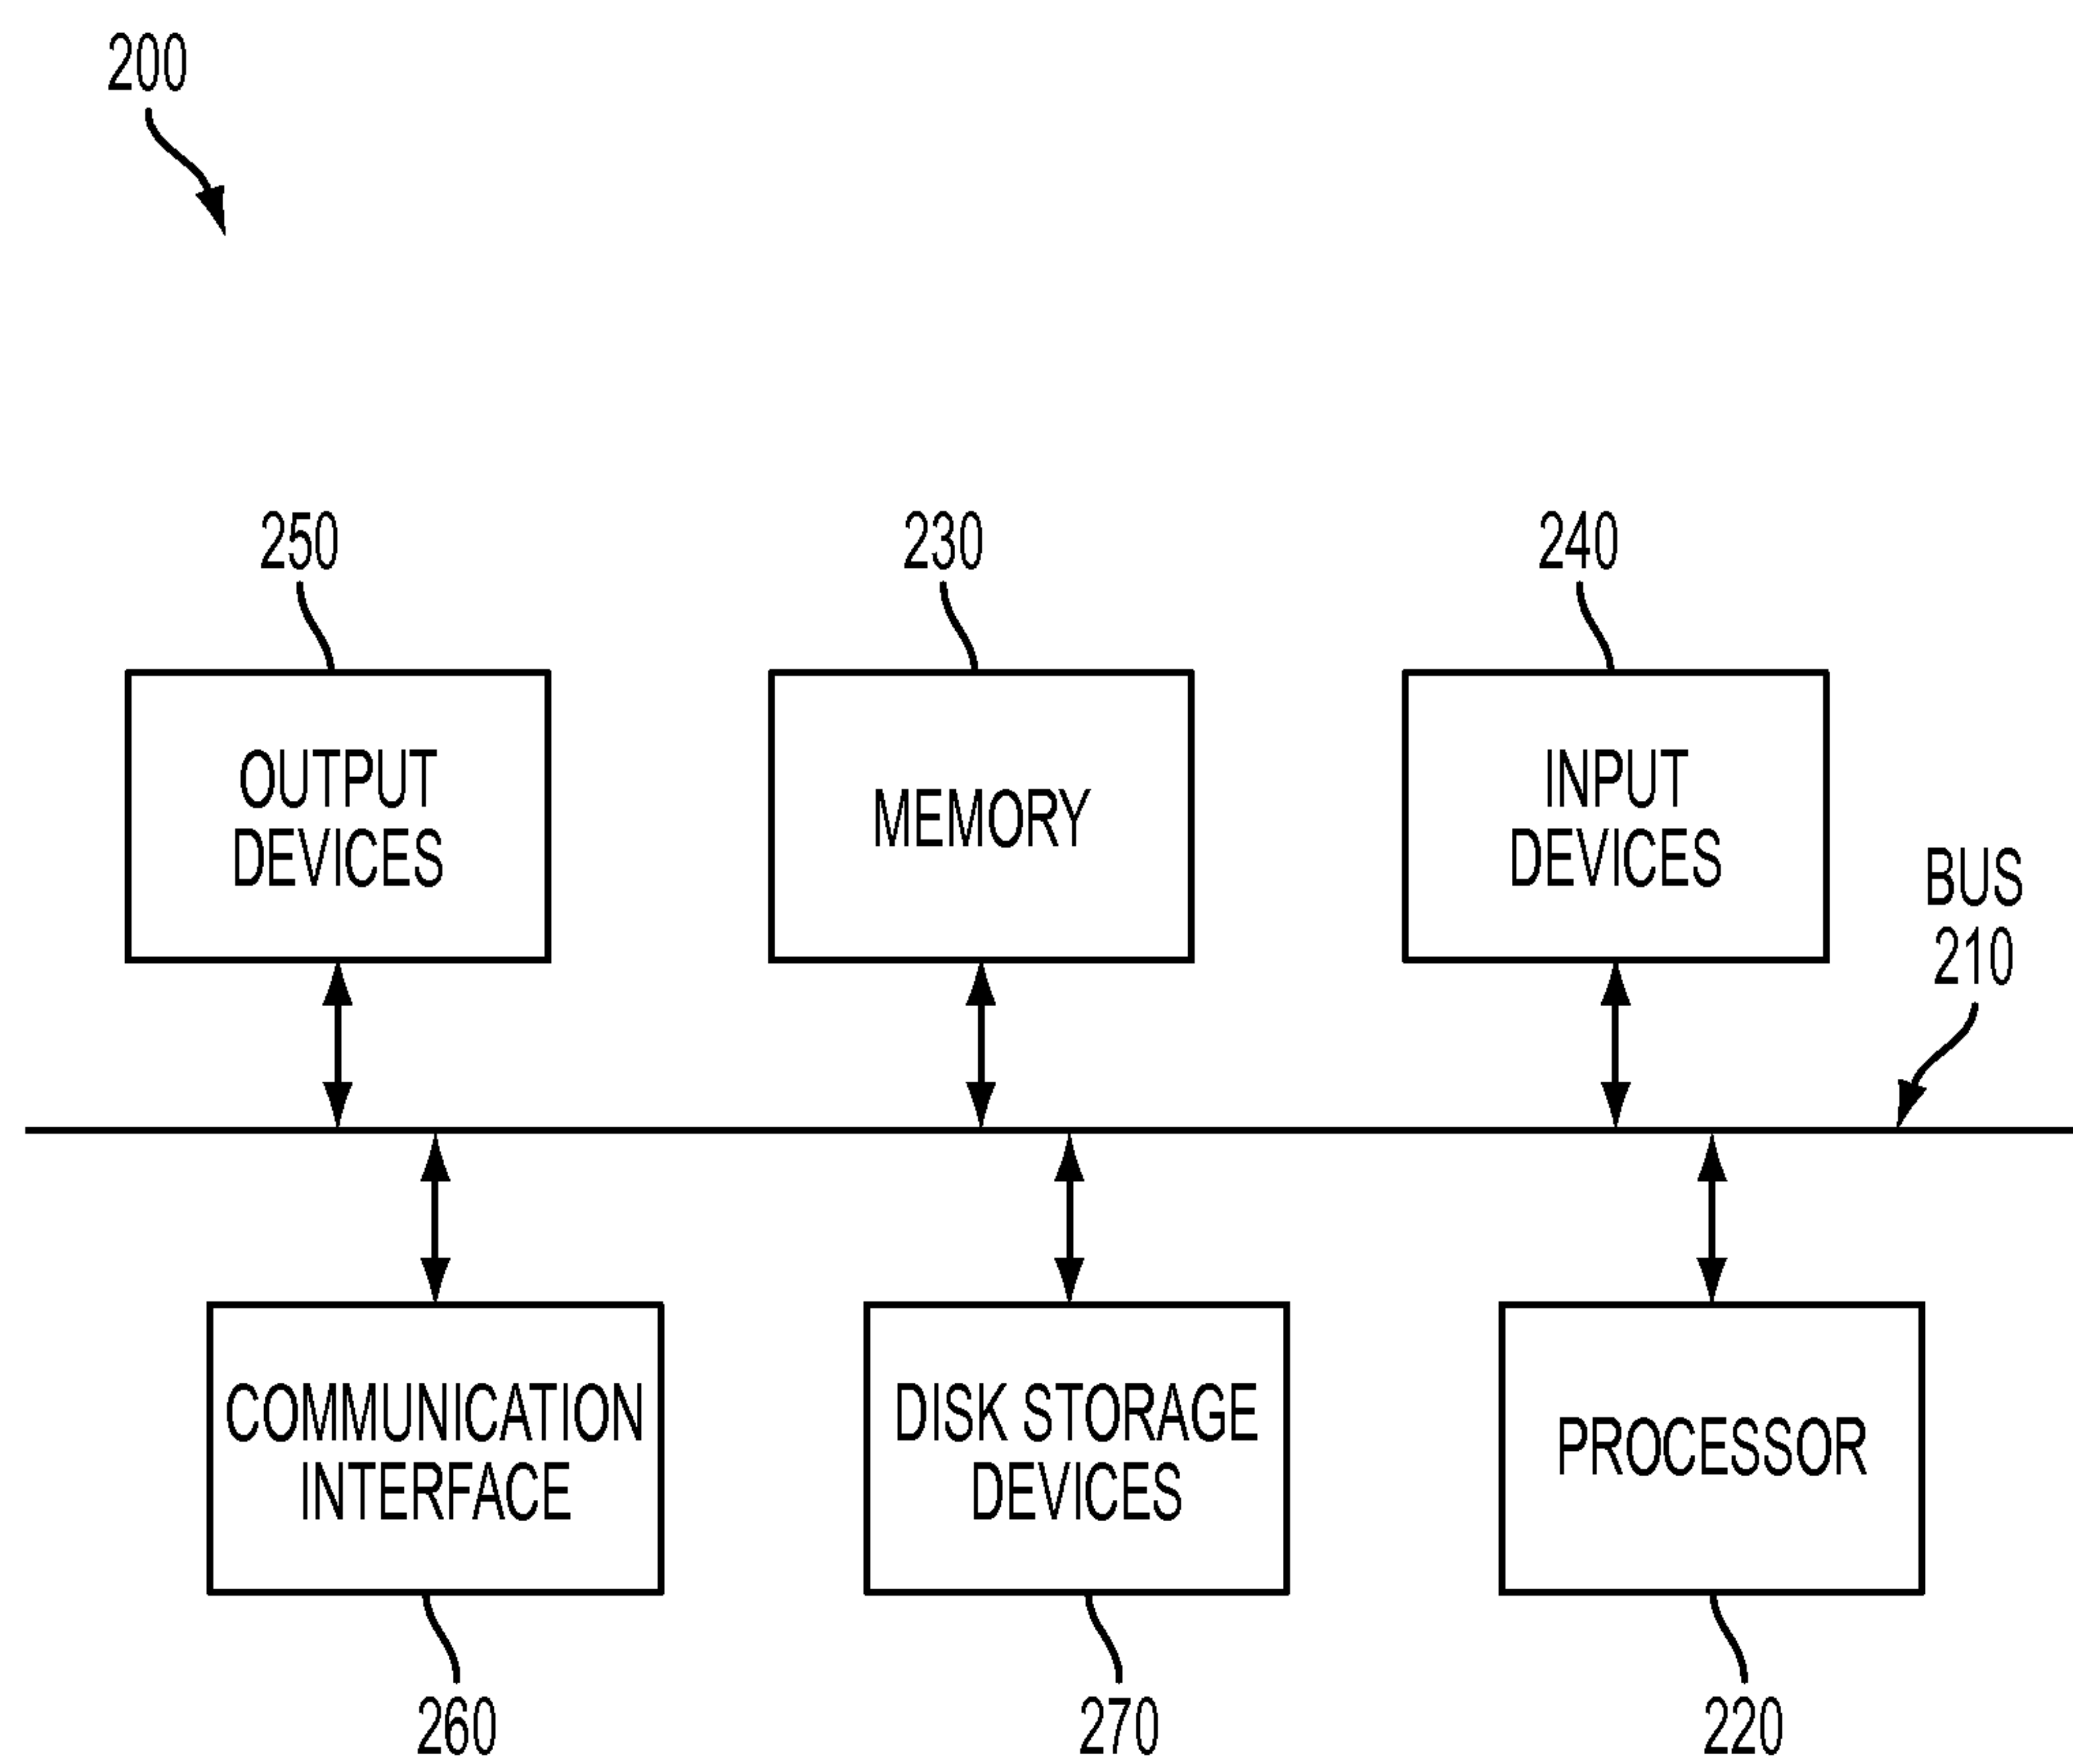 200
250
230
240
OUTPUT
DEVICES
MEMORY
INPUT
DEVICES
BUS
210
COMMUNICATION
INTERFACE
DISK STORAGE
DEVICES
PROCESSOR
260
270
220